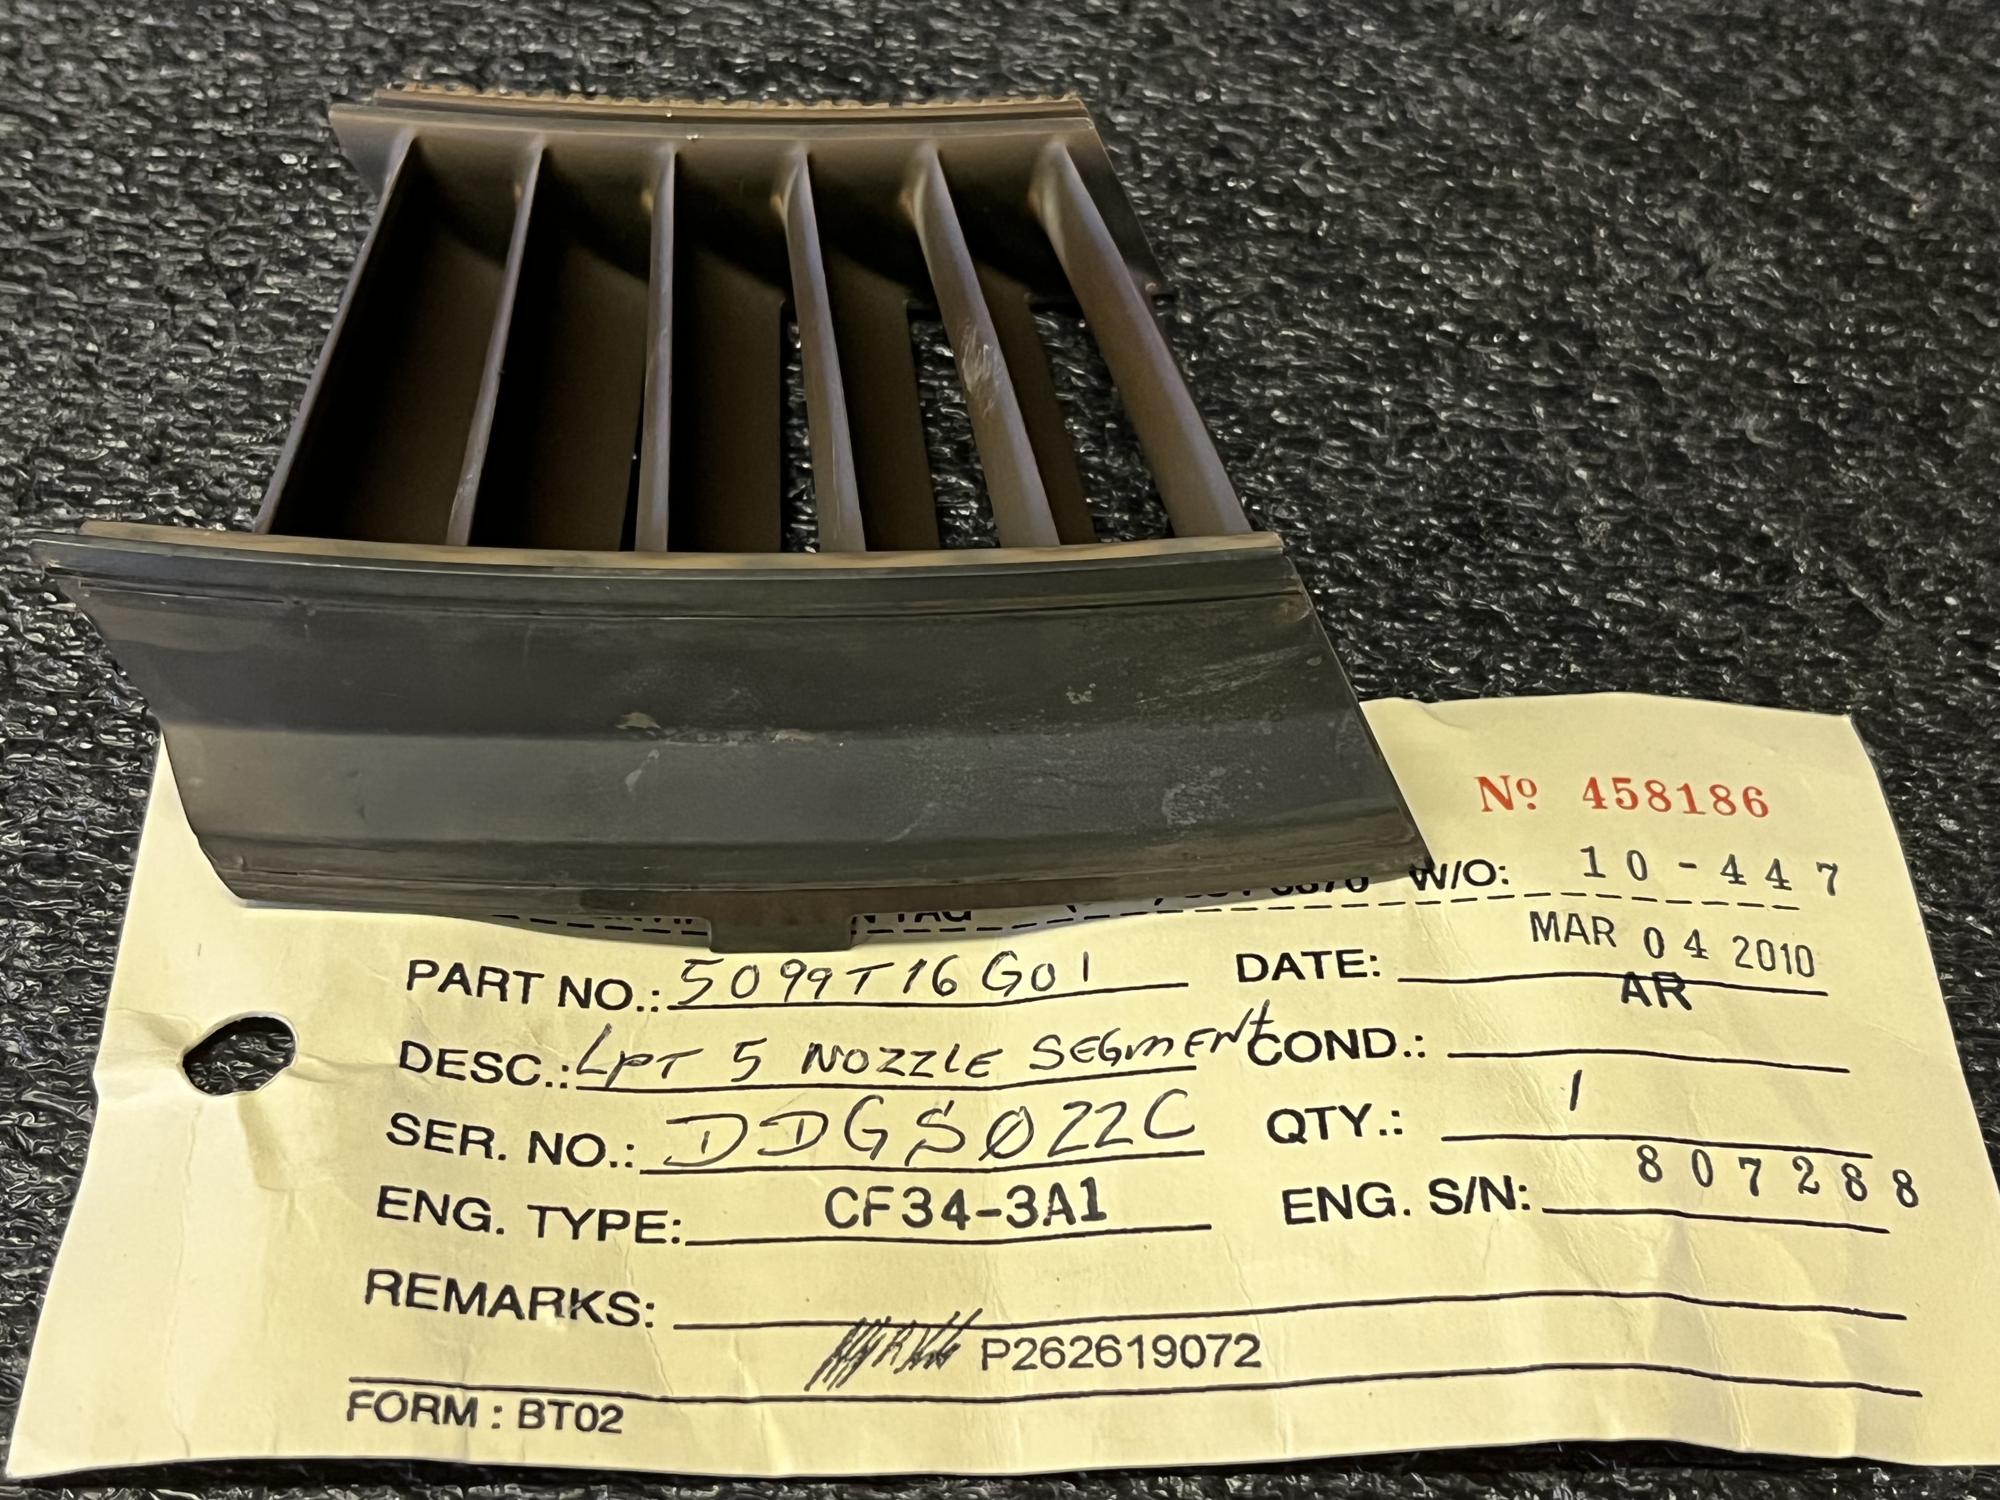 Nº 458186
W/O: 10-447
TAG
PART NO.: 5099T16G01 DATE: MAR 04 2010
DESC.: LPT 5 NOZZLE SEGMENT COND.: AR
SER. NO.: DDGS022C QTY.: 1
ENG. TYPE: CF34-3A1 ENG. S/N: 807288
REMARKS:
P262619072
FORM : BT02